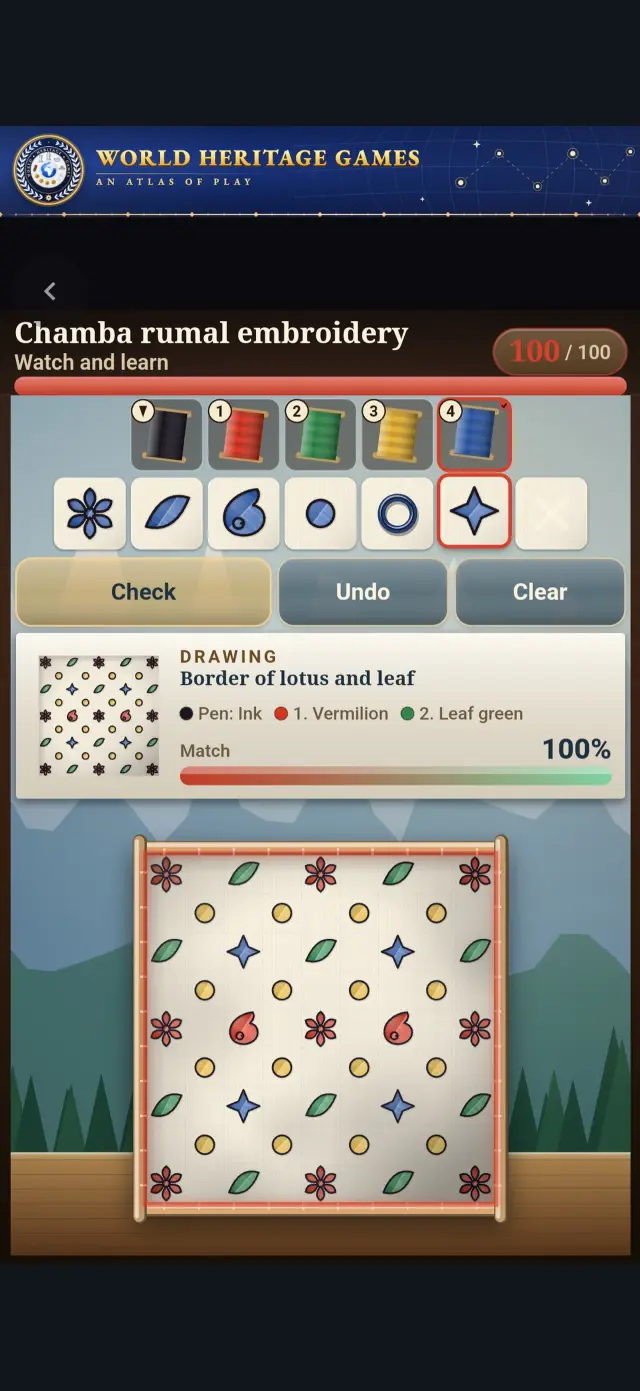 WORLD HERITAGE GAMES
AN ATLAS OF PLAY
Chamba rumal embroidery
Watch and learn
100 / 100
1
2
3
4
Check
Undo
Clear
DRAWING
Border of lotus and leaf
Pen: Ink
1. Vermilion
2. Leaf green
Match
100%